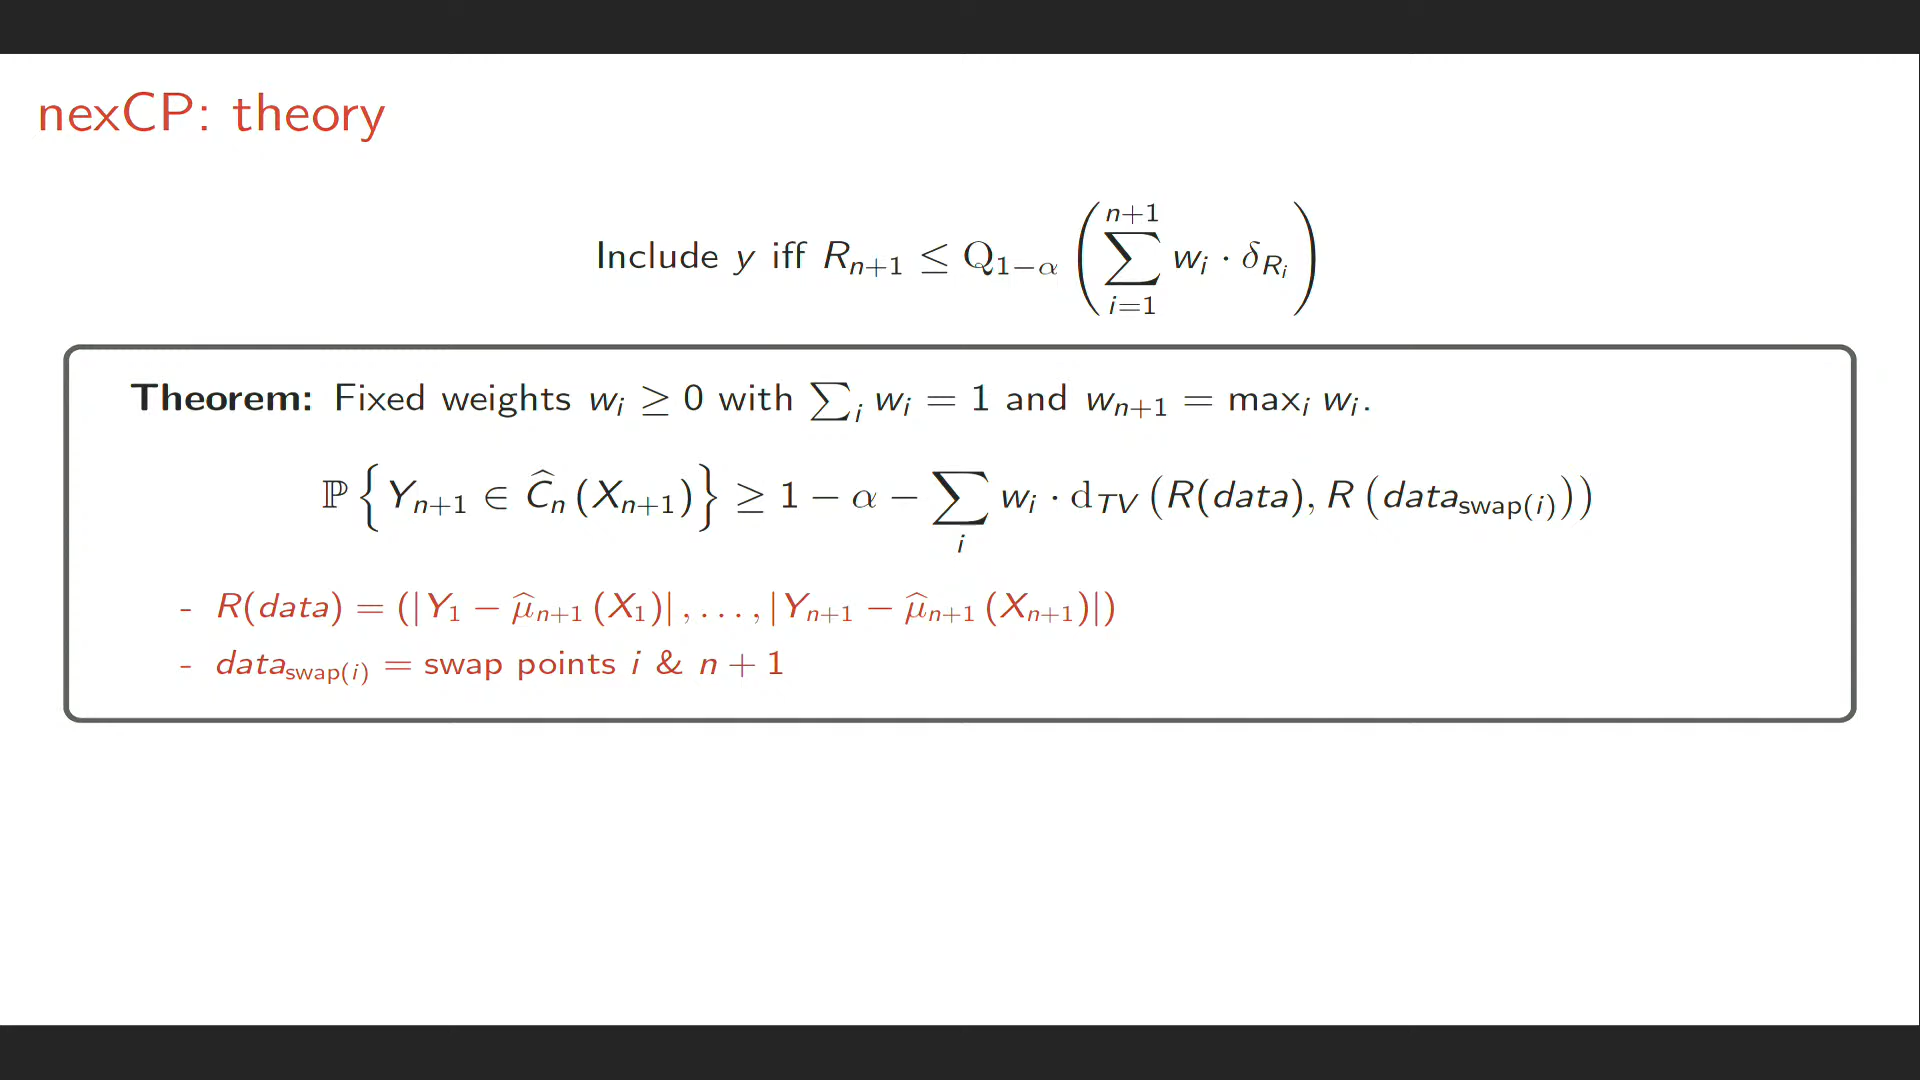 nexCP: theory
Include y iff R_{n+1} ≤ Q_{1−α} ( ∑_{i=1}^{n+1} w_i · δ_{R_i} )
Theorem: Fixed weights w_i ≥ 0 with ∑_i w_i = 1 and w_{n+1} = max_i w_i.
ℙ { Y_{n+1} ∈ Ĉ_n (X_{n+1}) } ≥ 1 − α − ∑_i w_i · d_{TV} ( R(data), R ( data_{swap(i)} ) )
- R(data) = (|Y_1 − μ̂_{n+1} (X_1)| , . . . , |Y_{n+1} − μ̂_{n+1} (X_{n+1})|)
- data_{swap(i)} = swap points i & n + 1